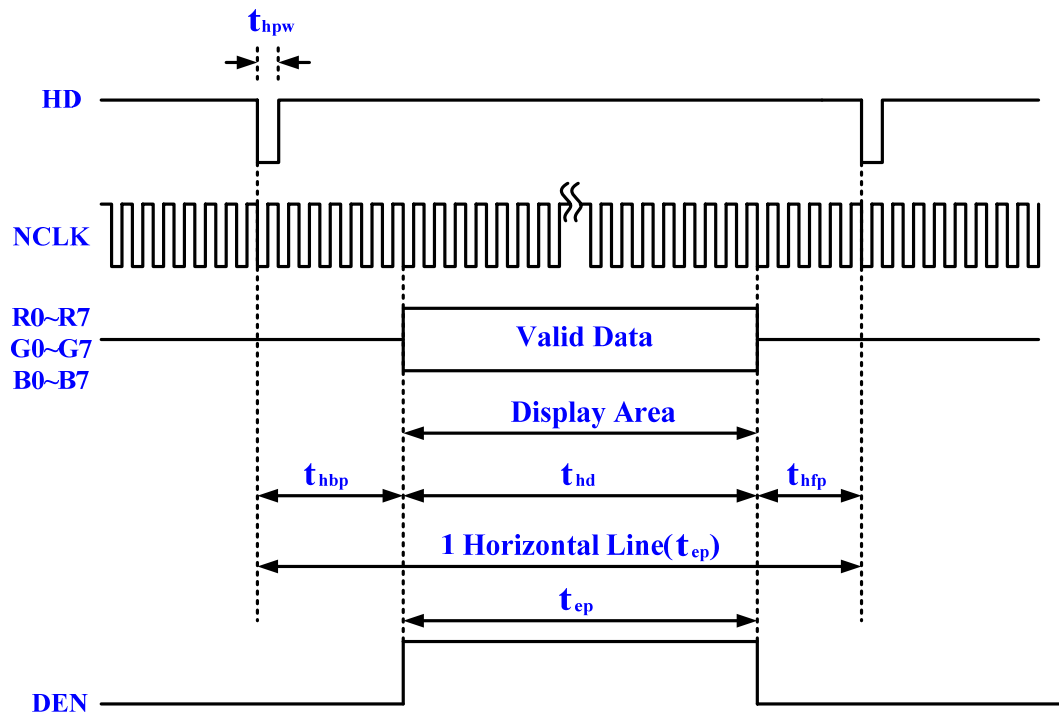 thpw
HD
NCLK
R0~R7
G0~G7
B0~B7
Valid Data
Display Area
thbp
thd
thfp
1 Horizontal Line(tep)
tep
DEN